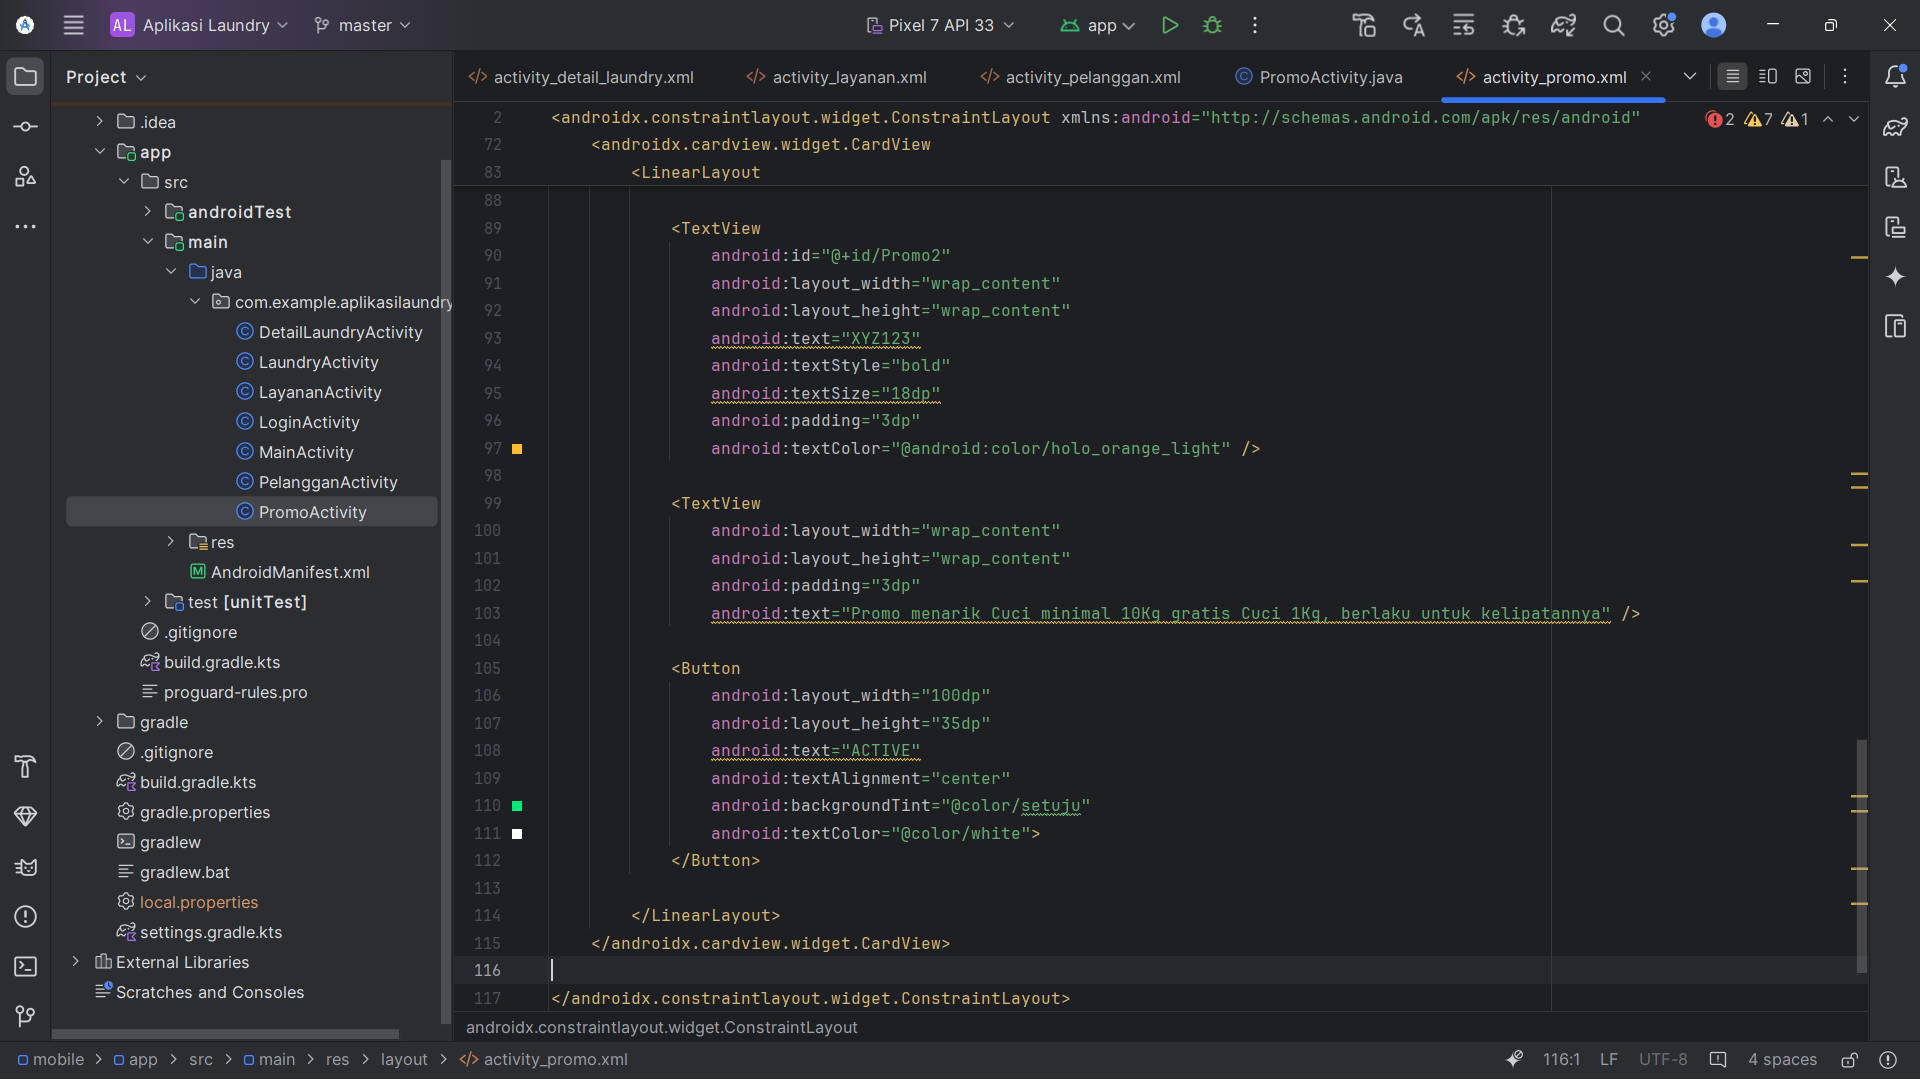 AL Aplikasi Laundry master Pixel 7 API 33 app
Project
activity_detail_laundry.xml activity_layanan.xml activity_pelanggan.xml PromoActivity.java activity_promo.xml
.idea
app
src
androidTest
main
java
com.example.aplikasilaundry
DetailLaundryActivity
LaundryActivity
LayananActivity
LoginActivity
MainActivity
PelangganActivity
PromoActivity
res
AndroidManifest.xml
test [unitTest]
.gitignore
build.gradle.kts
proguard-rules.pro
gradle
.gitignore
build.gradle.kts
gradle.properties
gradlew
gradlew.bat
local.properties
settings.gradle.kts
External Libraries
Scratches and Consoles
2 <androidx.constraintlayout.widget.ConstraintLayout xmlns:android="http://schemas.android.com/apk/res/android" 2 7 1
72 <androidx.cardview.widget.CardView
83 <LinearLayout
88
89 <TextView
90 android:id="@+id/Promo2"
91 android:layout_width="wrap_content"
92 android:layout_height="wrap_content"
93 android:text="XYZ123"
94 android:textStyle="bold"
95 android:textSize="18dp"
96 android:padding="3dp"
97 android:textColor="@android:color/holo_orange_light" />
98
99 <TextView
100 android:layout_width="wrap_content"
101 android:layout_height="wrap_content"
102 android:padding="3dp"
103 android:text="Promo menarik Cuci minimal 10Kg gratis Cuci 1Kg, berlaku untuk kelipatannya" />
104
105 <Button
106 android:layout_width="100dp"
107 android:layout_height="35dp"
108 android:text="ACTIVE"
109 android:textAlignment="center"
110 android:backgroundTint="@color/setuju"
111 android:textColor="@color/white">
112 </Button>
113
114 </LinearLayout>
115 </androidx.cardview.widget.CardView>
116
117 </androidx.constraintlayout.widget.ConstraintLayout>
androidx.constraintlayout.widget.ConstraintLayout
mobile > app > src > main > res > layout > activity_promo.xml 116:1 LF UTF-8 4 spaces